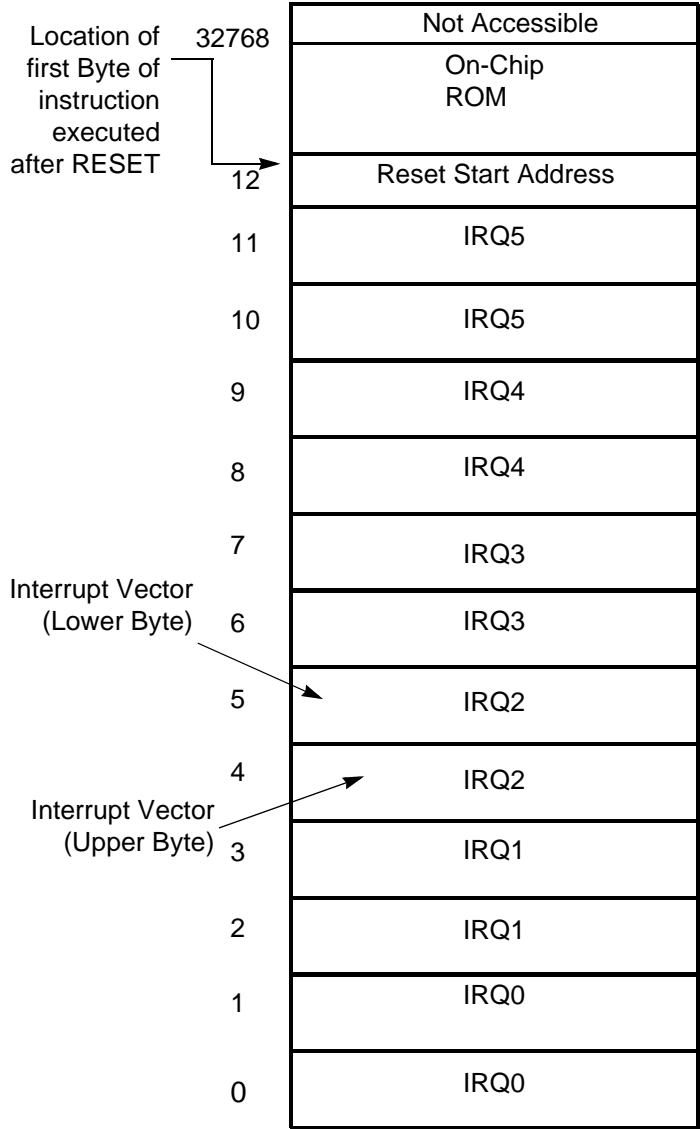 Not Accessible
Location of
first Byte of
instruction
executed
after RESET
32768
On-Chip
ROM
12
Reset Start Address
11
IRQ5
10
IRQ5
9
IRQ4
8
IRQ4
7
IRQ3
Interrupt Vector
(Lower Byte)
6
IRQ3
5
IRQ2
4
IRQ2
Interrupt Vector
(Upper Byte)
3
IRQ1
2
IRQ1
1
IRQ0
0
IRQ0